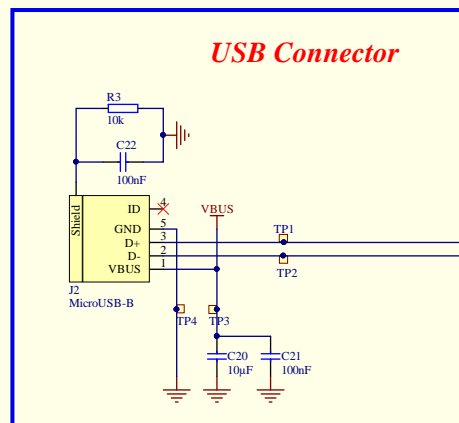 USB Connector
R3
10k
C22
100nF
Shield
ID 4
GND 5
D+ 3
D- 2
VBUS 1
VBUS
TP1
TP2
J2
MicroUSB-B
TP4
TP3
C20
10µF
C21
100nF